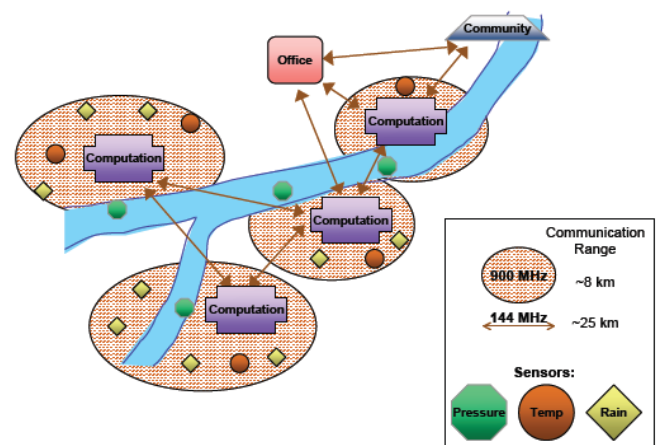 Community
Office
Computation
Computation
Computation
Computation
Communication
Range
900 MHz
~8 km
144 MHz
~25 km
Sensors:
Pressure
Temp
Rain